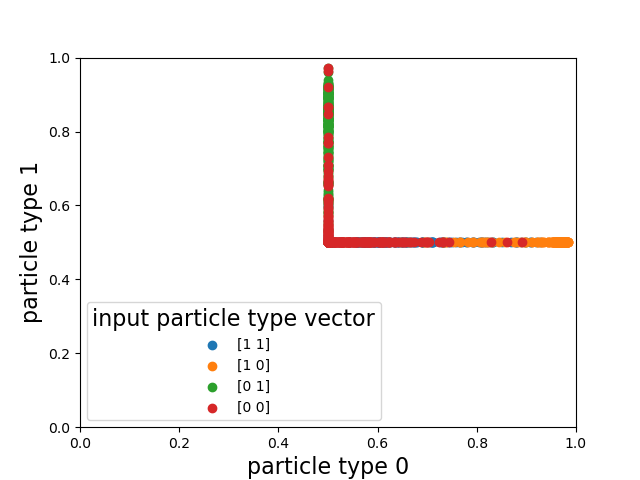 1.0
0.8
0.6
0.4
0.2
0.0
particle type 1
input particle type vector
[1 1]
[1 0]
[0 1]
[0 0]
0.0 0.2 0.4 0.6 0.8 1.0
particle type 0